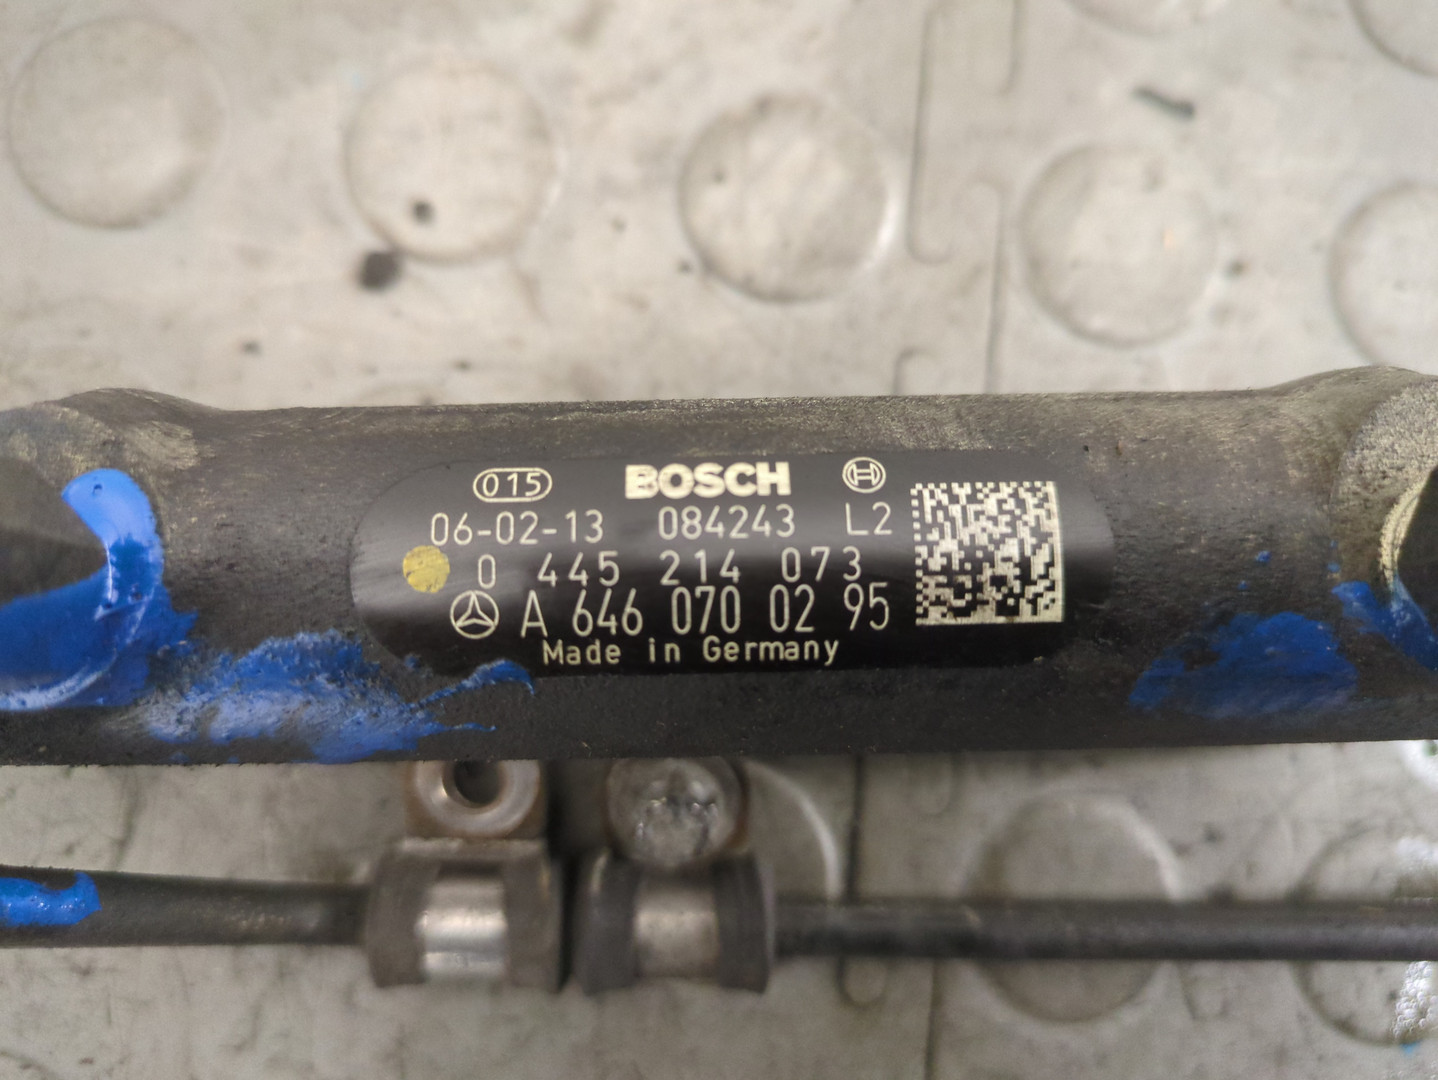 015 BOSCH
06-02-13 084243 L2
0 445 214 073
A 646 070 02 95
Made in Germany